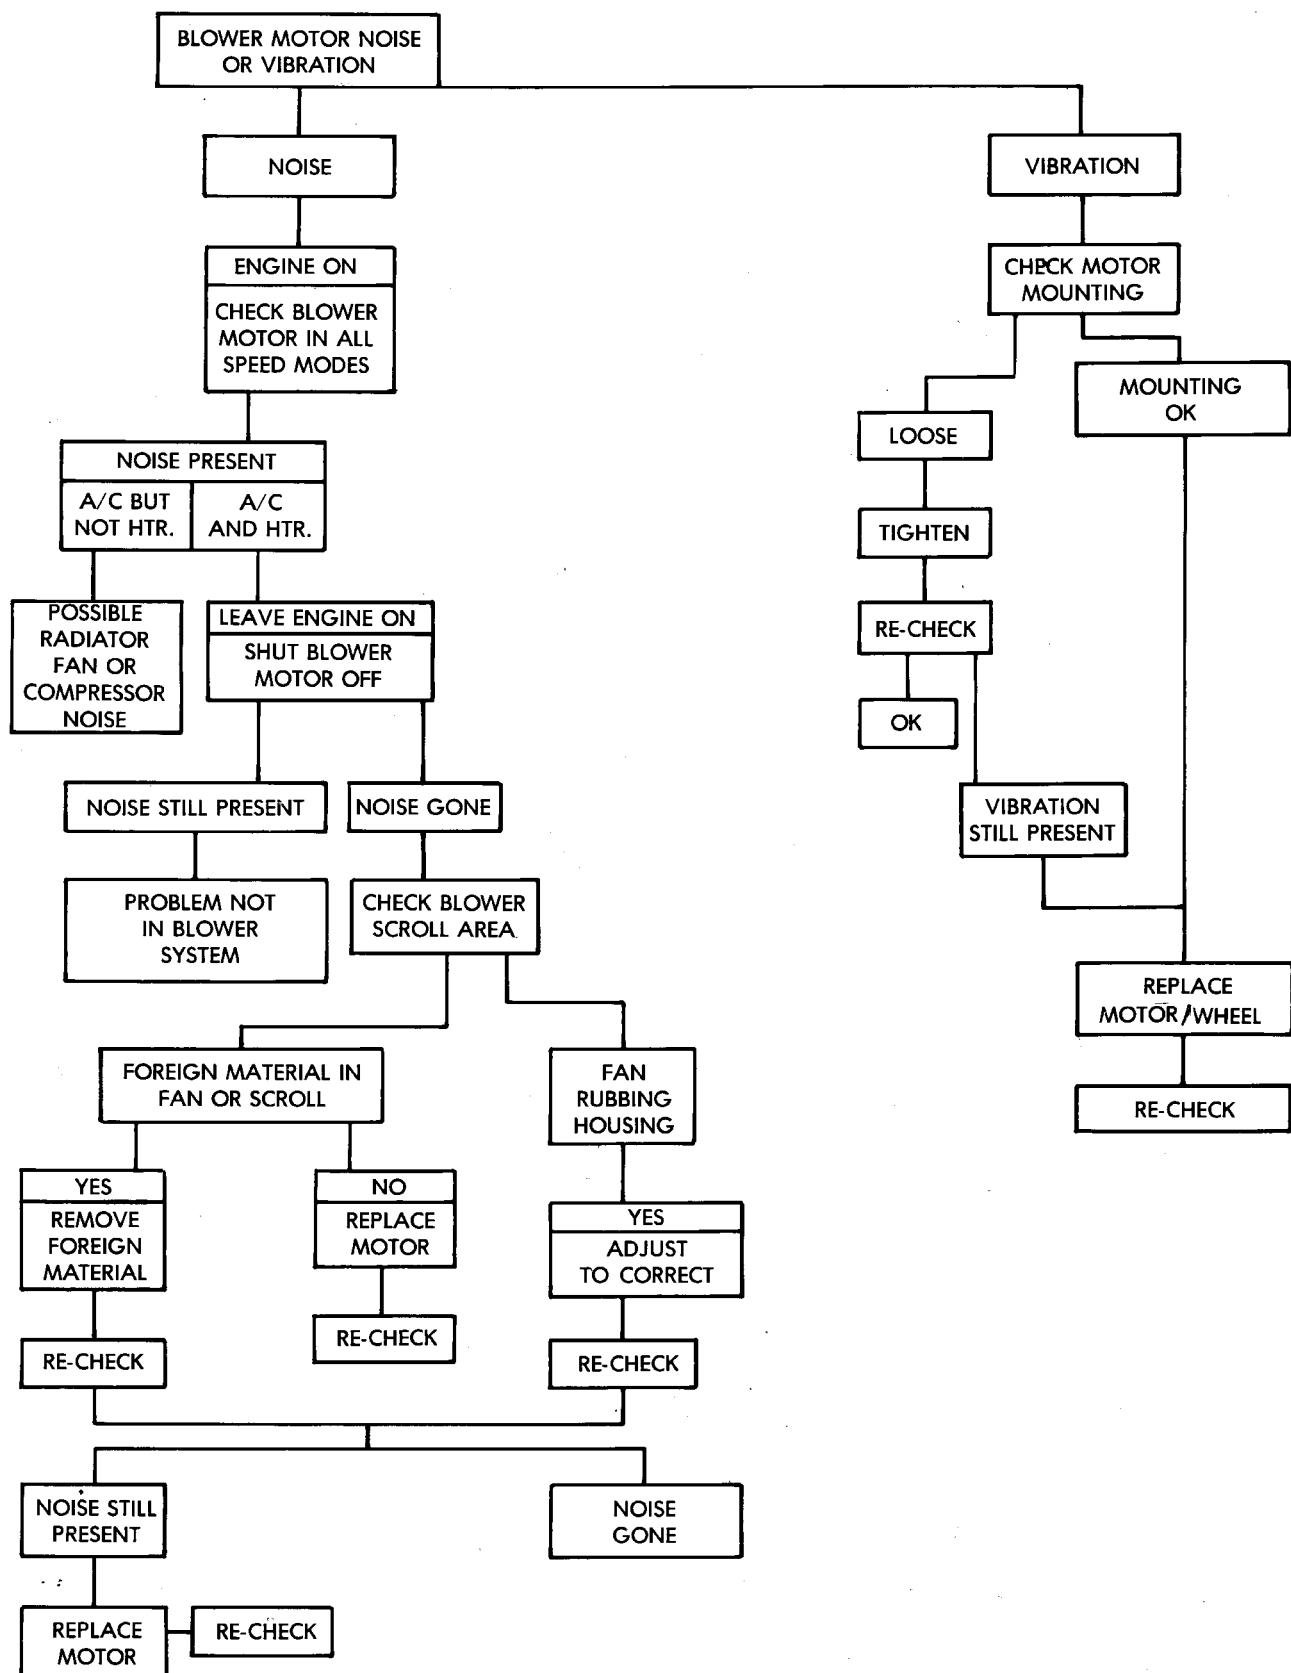 BLOWER MOTOR NOISE
OR VIBRATION
NOISE
VIBRATION
ENGINE ON
CHECK BLOWER
MOTOR IN ALL
SPEED MODES
CHECK MOTOR
MOUNTING
MOUNTING
OK
LOOSE
NOISE PRESENT
A/C BUT
NOT HTR.
A/C
AND HTR.
TIGHTEN
POSSIBLE
RADIATOR
FAN OR
COMPRESSOR
NOISE
LEAVE ENGINE ON
SHUT BLOWER
MOTOR OFF
RE-CHECK
OK
NOISE STILL PRESENT
NOISE GONE
VIBRATION
STILL PRESENT
PROBLEM NOT
IN BLOWER
SYSTEM
CHECK BLOWER
SCROLL AREA
REPLACE
MOTOR/WHEEL
FOREIGN MATERIAL IN
FAN OR SCROLL
FAN
RUBBING
HOUSING
RE-CHECK
YES
REMOVE
FOREIGN
MATERIAL
NO
REPLACE
MOTOR
YES
ADJUST
TO CORRECT
RE-CHECK
RE-CHECK
RE-CHECK
NOISE STILL
PRESENT
NOISE
GONE
REPLACE
MOTOR
RE-CHECK